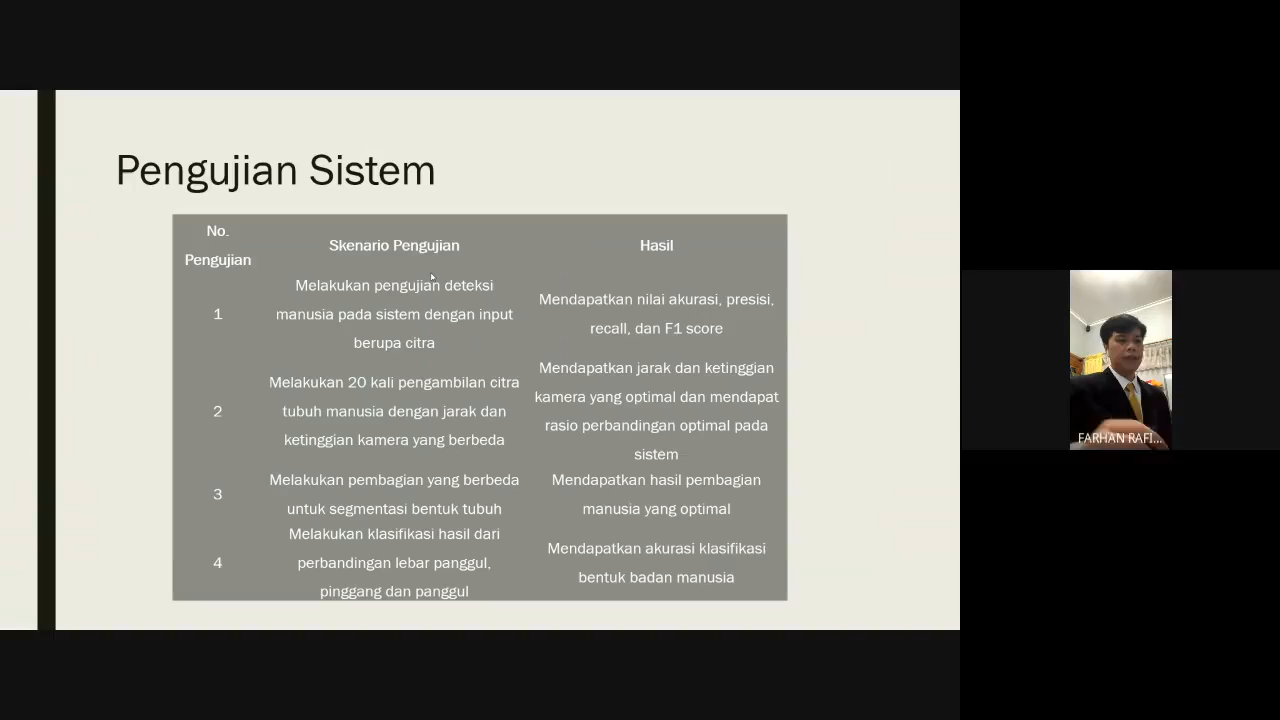 Pengujian Sistem
No.
Pengujian
Skenario Pengujian
Hasil
1
Melakukan pengujian deteksi
manusia pada sistem dengan input
berupa citra
Mendapatkan nilai akurasi, presisi,
recall, dan F1 score
2
Melakukan 20 kali pengambilan citra
tubuh manusia dengan jarak dan
ketinggian kamera yang berbeda
Mendapatkan jarak dan ketinggian
kamera yang optimal dan mendapat
rasio perbandingan optimal pada
sistem
3
Melakukan pembagian yang berbeda
untuk segmentasi bentuk tubuh
Mendapatkan hasil pembagian
manusia yang optimal
4
Melakukan klasifikasi hasil dari
perbandingan lebar panggul,
pinggang dan panggul
Mendapatkan akurasi klasifikasi
bentuk badan manusia
FARHAN RAFI...